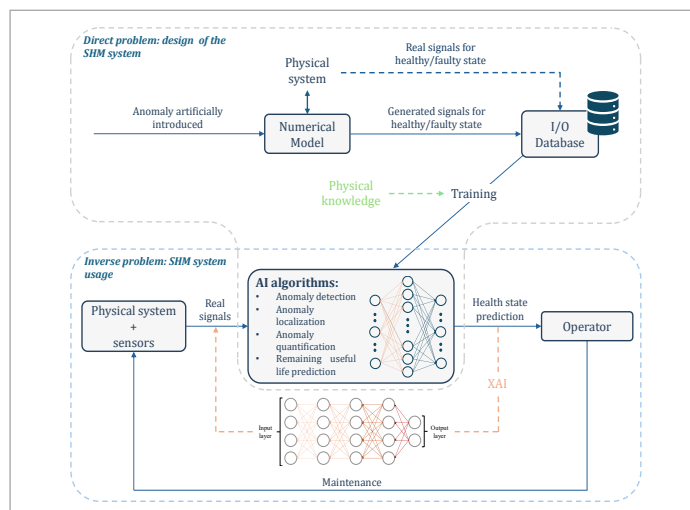 Direct problem: design of the
SHM system
Real signals for
healthy/faulty state
Physical
system
Anomaly artificially
introduced
Numerical
Model
Generated signals for
healthy/faulty state
I/O
Database
Physical
knowledge
Training
Inverse problem: SHM system
usage
Physical system
+
sensors
Real
signals
AI algorithms:
• Anomaly detection
• Anomaly
localization
• Anomaly
quantification
• Remaining useful
life prediction
Health state
prediction
Operator
XAI
Input
layer
Output
layer
Maintenance